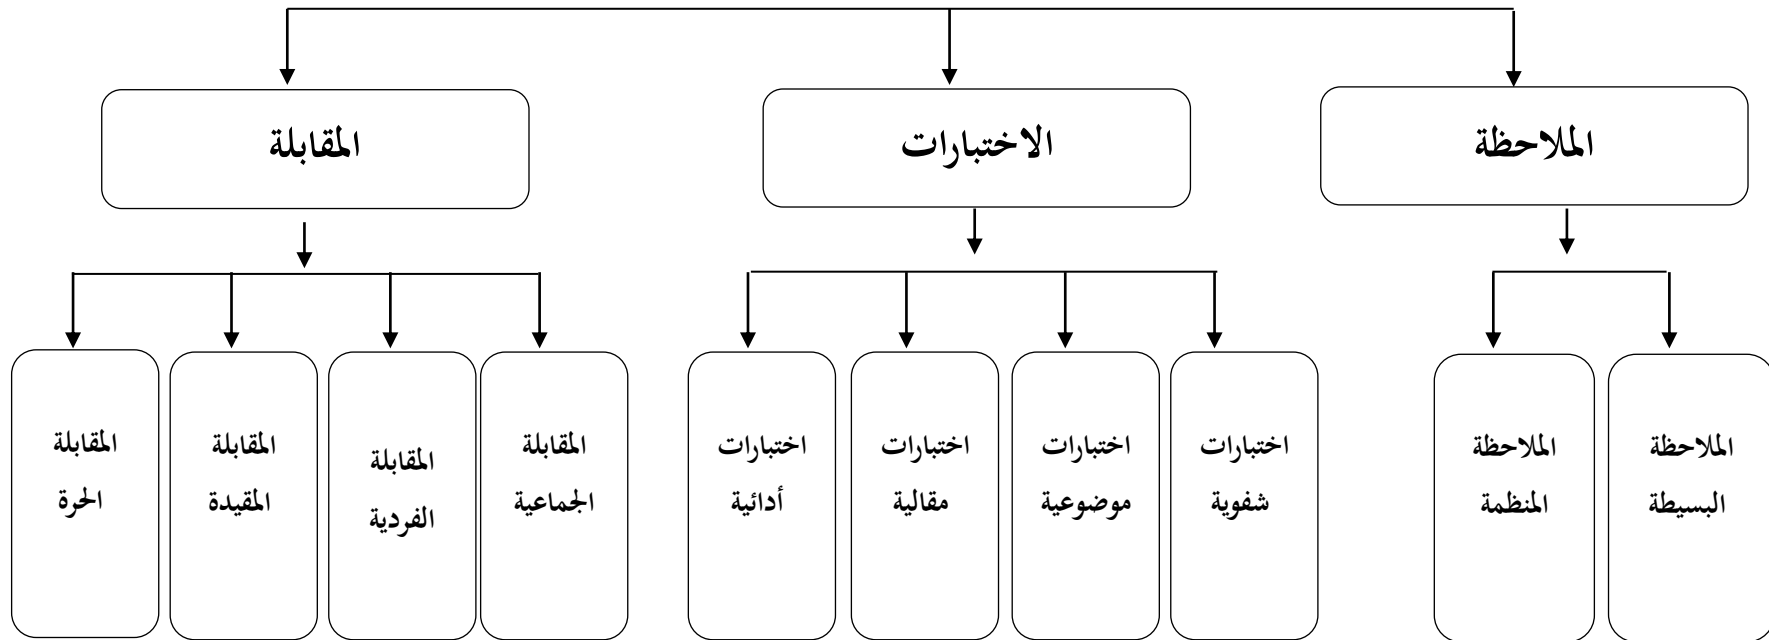 الملاحظة
الاختبارات
المقابلة
الملاحظة
البسيطة
الملاحظة
المنظمة
اختبارات
شفوية
اختبارات
موضوعية
اختبارات
مقالية
اختبارات
أدائية
المقابلة
الجماعية
المقابلة
الفردية
المقابلة
المقيدة
المقابلة
الحرة